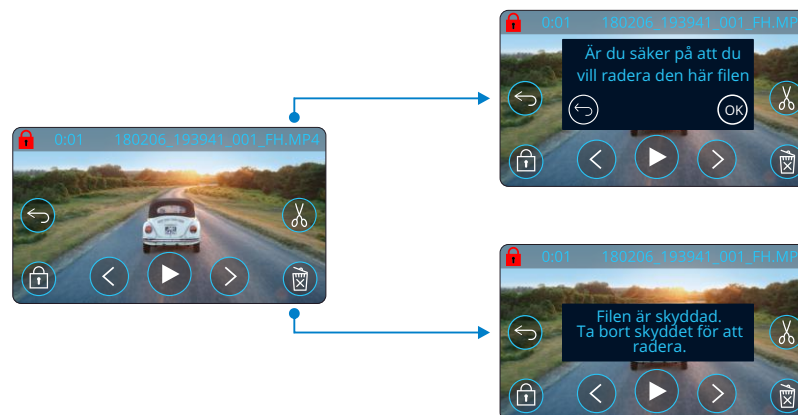 0:01 180206_193941_001_FH.MP4
Är du säker på att du
vill radera den här filen
OK
0:01 180206_193941_001_FH.MP4
0:01 180206_193941_001_FH.MP
Filen är skyddad.
Ta bort skyddet för att
radera.